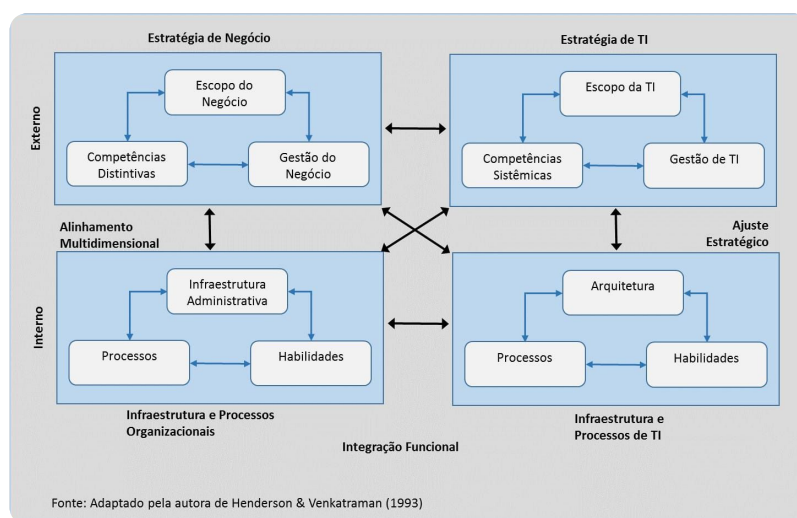 Estratégia de Negócio
Estratégia de TI
Externo
Escopo do
Negócio
Competências
Distintivas
Gestão do
Negócio
Escopo da TI
Competências
Sistêmicas
Gestão de TI
Alinhamento
Multidimensional
Ajuste
Estratégico
Interno
Infraestrutura
Administrativa
Processos
Habilidades
Arquitetura
Processos
Habilidades
Infraestrutura e Processos
Organizacionais
Infraestrutura e
Processos de TI
Integração Funcional
Fonte: Adaptado pela autora de Henderson & Venkatraman (1993)